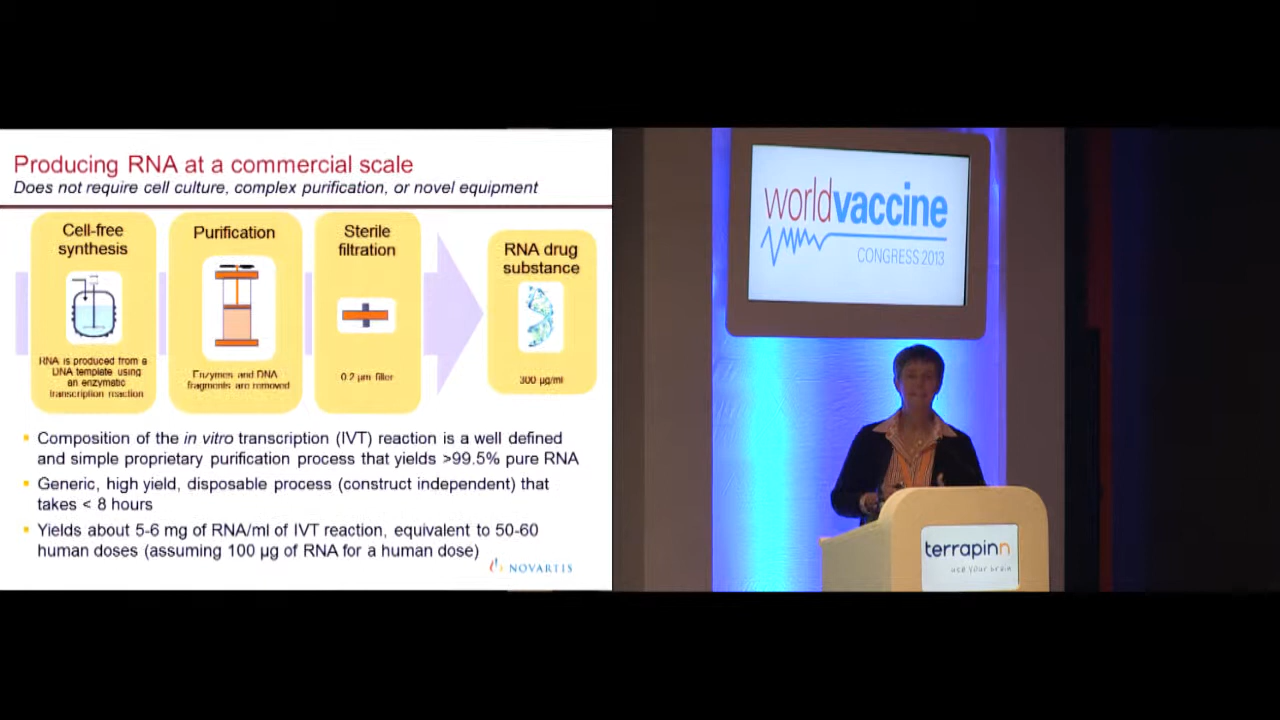 Producing RNA at a commercial scale
Does not require cell culture, complex purification, or novel equipment
Cell-free
synthesis
RNA is produced from a
DNA template using
an enzymatic
transcription reaction
Purification
Enzymes and DNA
fragments are removed
Sterile
filtration
0.2 µm filter
RNA drug
substance
300 µg/ml
Composition of the in vitro transcription (IVT) reaction is a well defined
and simple proprietary purification process that yields >99.5% pure RNA
Generic, high yield, disposable process (construct independent) that
takes < 8 hours
Yields about 5-6 mg of RNA/ml of IVT reaction, equivalent to 50-60
human doses (assuming 100 µg of RNA for a human dose)
NOVARTIS
worldvaccine
CONGRESS 2013
terrapinn
use your brain